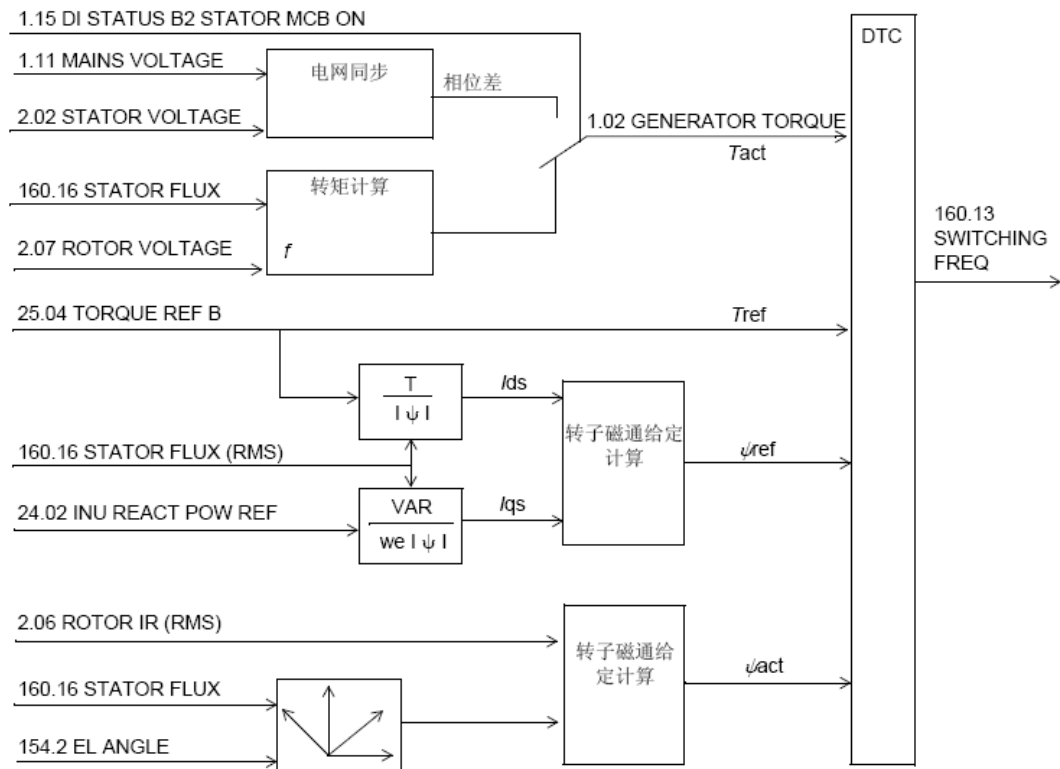 1.15 DI STATUS B2 STATOR MCB ON
DTC
1.11 MAINS VOLTAGE
电网同步
相位差
2.02 STATOR VOLTAGE
1.02 GENERATOR TORQUE
Tact
160.16 STATOR FLUX
转矩计算
2.07 ROTOR VOLTAGE
f
160.13
SWITCHING
FREQ
25.04 TORQUE REF B
Tref
T
I ψ I
Ids
转子磁通给定
计算
160.16 STATOR FLUX (RMS)
ψref
24.02 INU REACT POW REF
VAR
we I ψ I
Iqs
2.06 ROTOR IR (RMS)
转子磁通给
定计算
ψact
160.16 STATOR FLUX
154.2 EL ANGLE